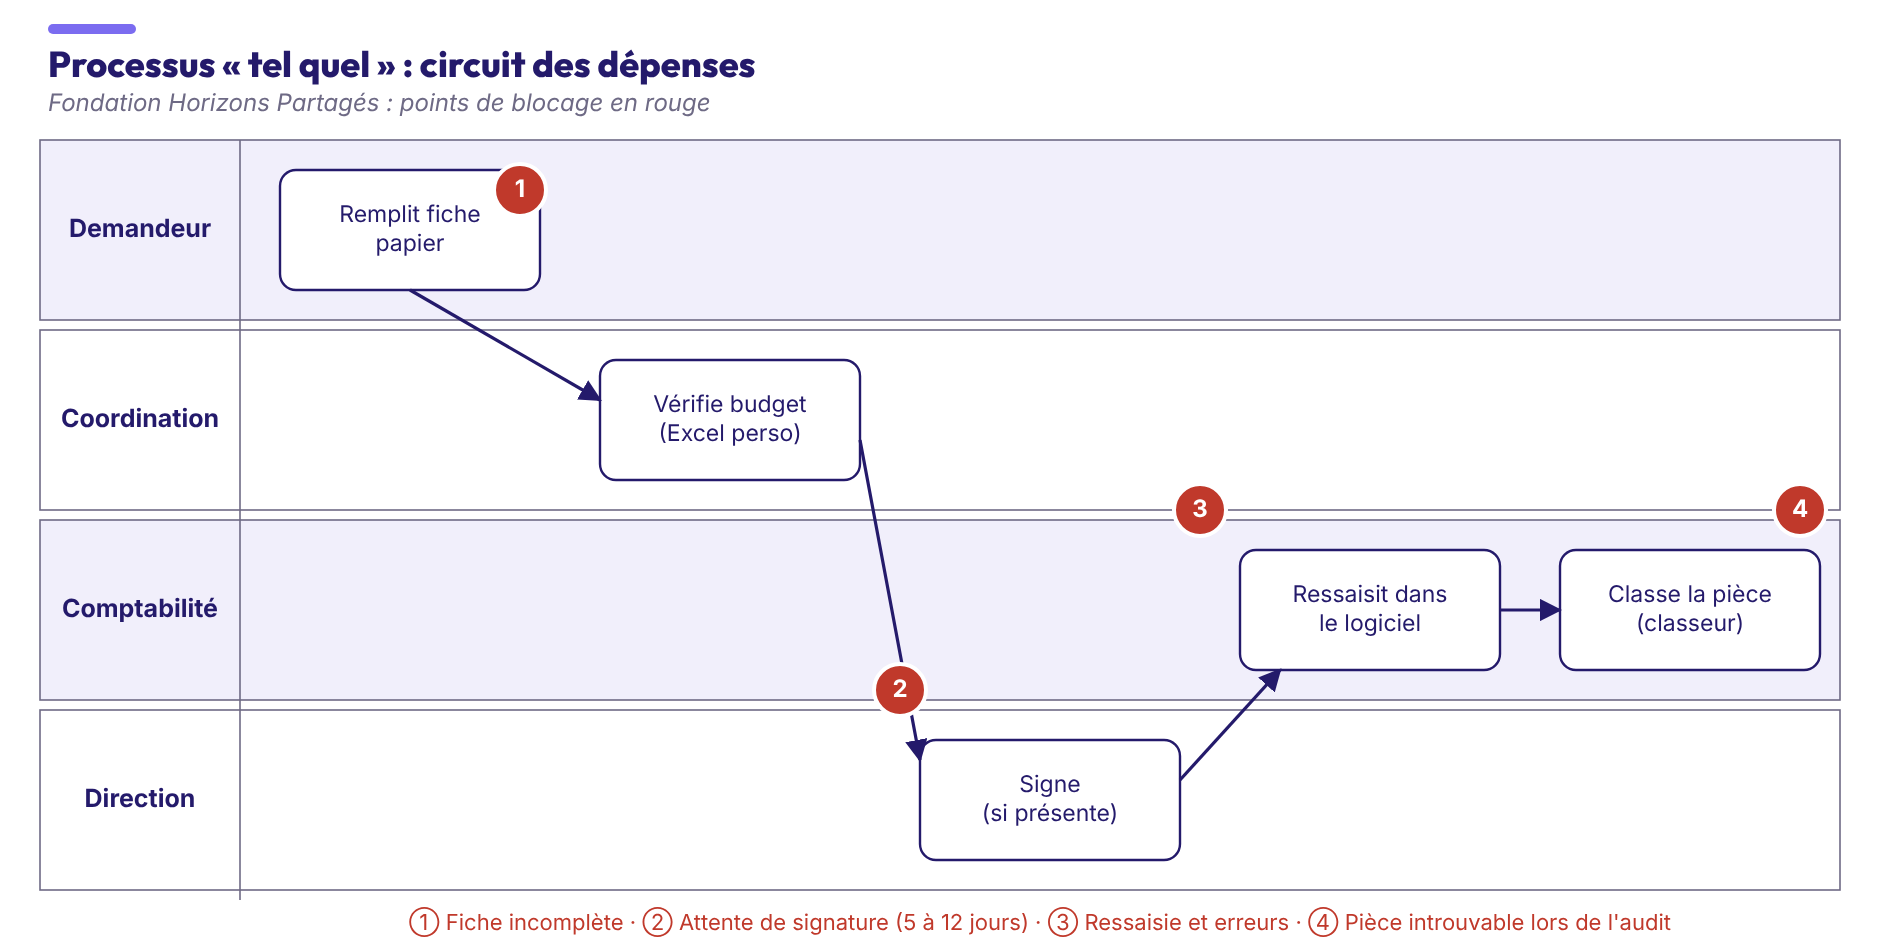 Processus « tel quel » : circuit des dépenses
Fondation Horizons Partagés : points de blocage en rouge
Demandeur
Remplit fiche
papier
1
Coordination
Vérifie budget
(Excel perso)
3
4
Comptabilité
Ressaisit dans
le logiciel
Classe la pièce
(classeur)
2
Direction
Signe
(si présente)
① Fiche incomplète · ② Attente de signature (5 à 12 jours) · ③ Ressaisie et erreurs · ④ Pièce introuvable lors de l'audit